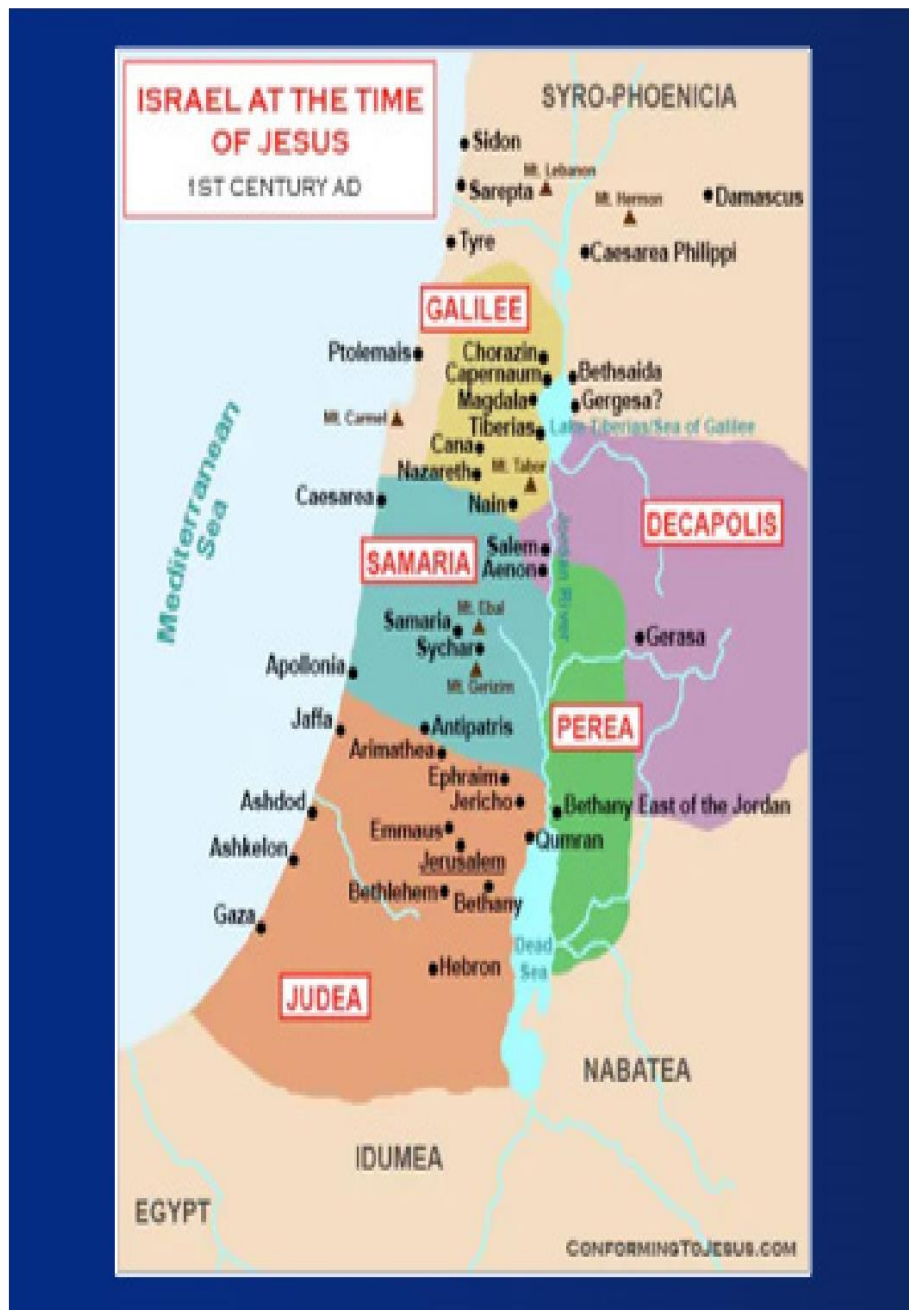 ISRAEL AT THE TIME
OF JESUS
1ST CENTURY AD
SYRO-PHOENICIA
Sidon
Mt. Lebanon
Sarepta
Mt. Hermon
Damascus
Tyre
Caesarea Philippi
GALILEE
Ptolemais
Chorazin
Capernaum
Bethsaida
Magdala
Gergesa?
Mt. Carmel
Tiberias
Lake Tiberias/Sea of Galilee
Cana
Nazareth
Mt. Tabor
Caesarea
Nain
Mediterranean
Sea
DECAPOLIS
SAMARIA
Salem
Aenon
Jordan River
Samaria
Mt. Ebal
Gerasa
Sychar
Mt. Gerizim
Apollonia
Jaffa
Antipatris
PEREA
Arimathea
Ephraim
Jericho
Ashdod
Bethany East of the Jordan
Emmaus
Qumran
Ashkelon
Jerusalem
Bethlehem
Bethany
Gaza
Dead
Sea
Hebron
JUDEA
NABATEA
IDUMEA
EGYPT
CONFORMINGTOJESUS.COM